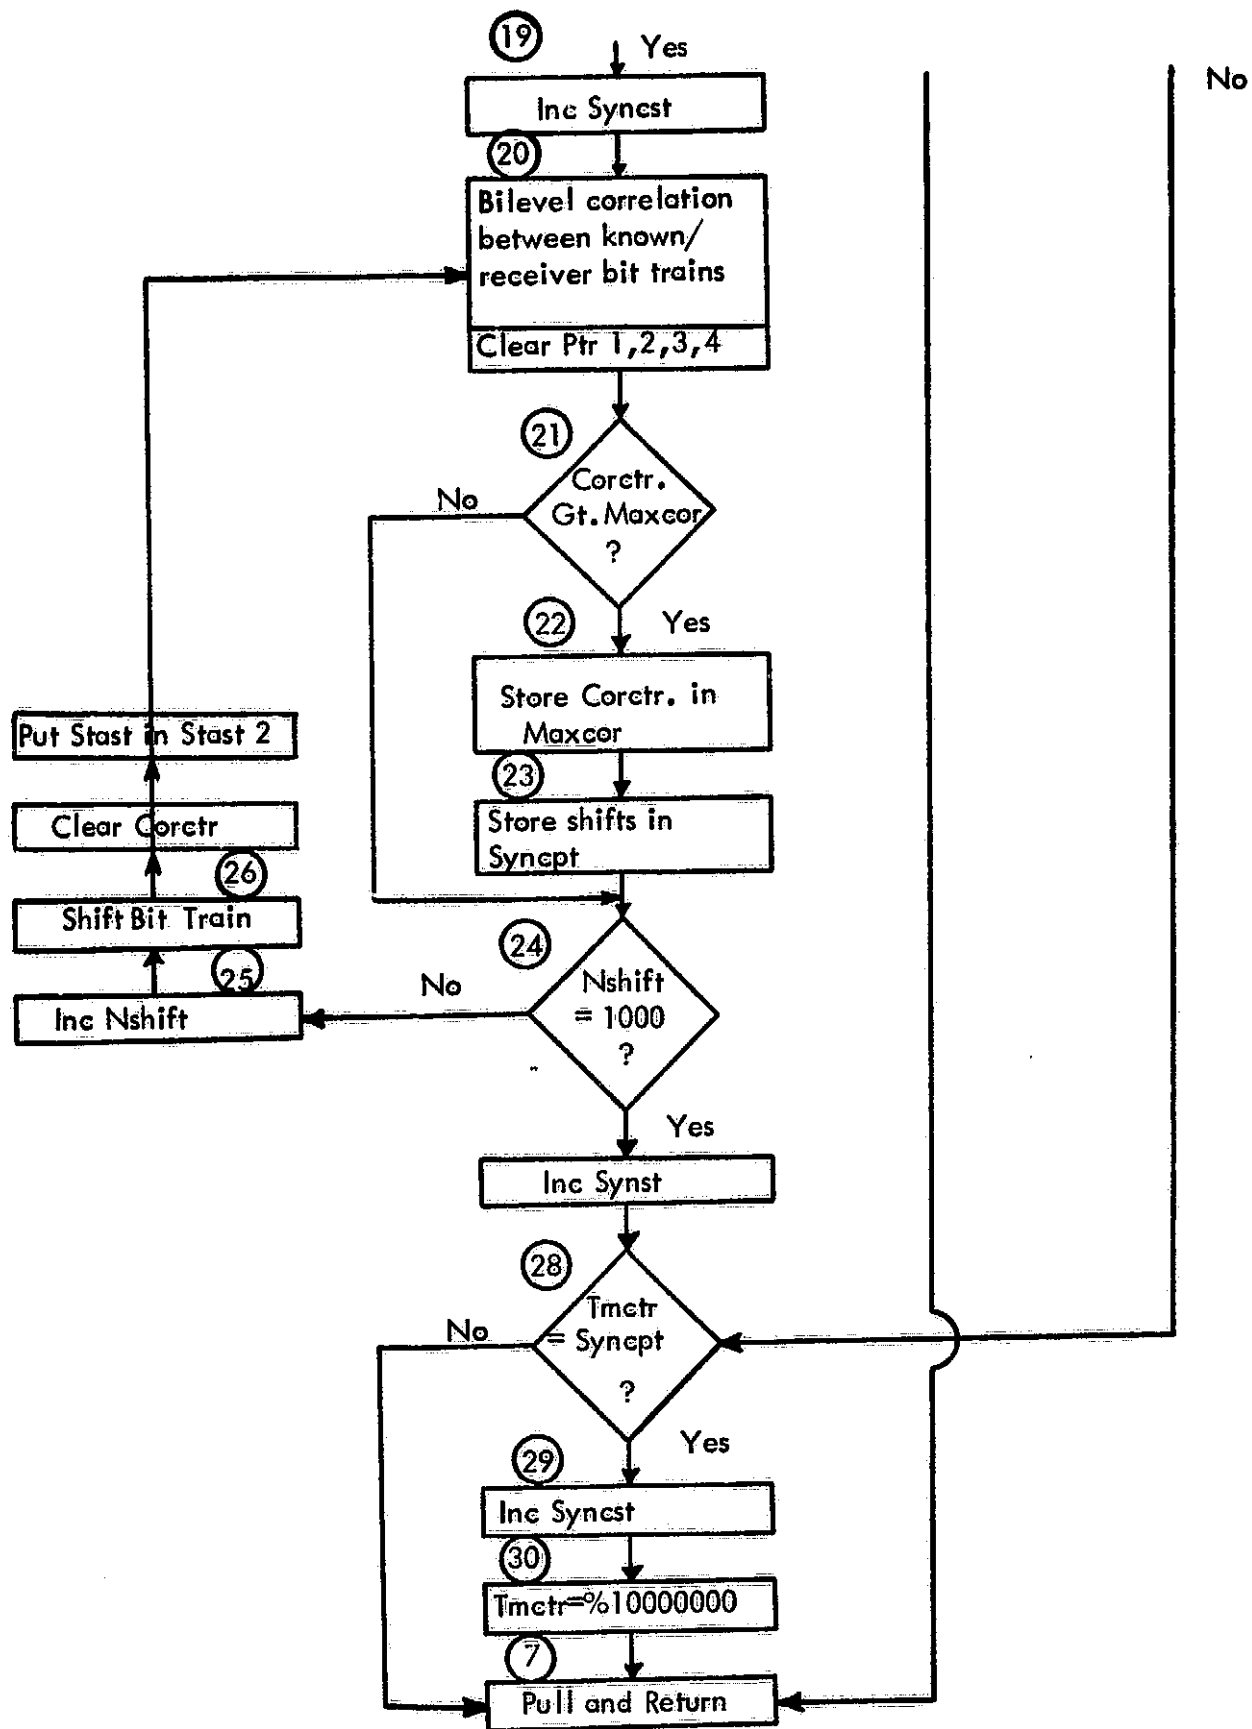 19
Yes
No
Inc Syncst
20
Bilevel correlation
between known/
receiver bit trains
Clear Ptr 1,2,3,4
21
Corctr.
Gt. Maxcor
?
No
22
Yes
Store Corctr. in
Maxcor
Put Stast in Stast 2
23
Store shifts in
Syncpt
Clear Corctr
26
Shift Bit Train
24
Nshift
= 1000
?
25
No
Inc Nshift
Yes
Inc Synst
28
Tmctr
= Syncpt
?
No
Yes
29
Inc Syncst
30
Tmctr=%10000000
7
Pull and Return